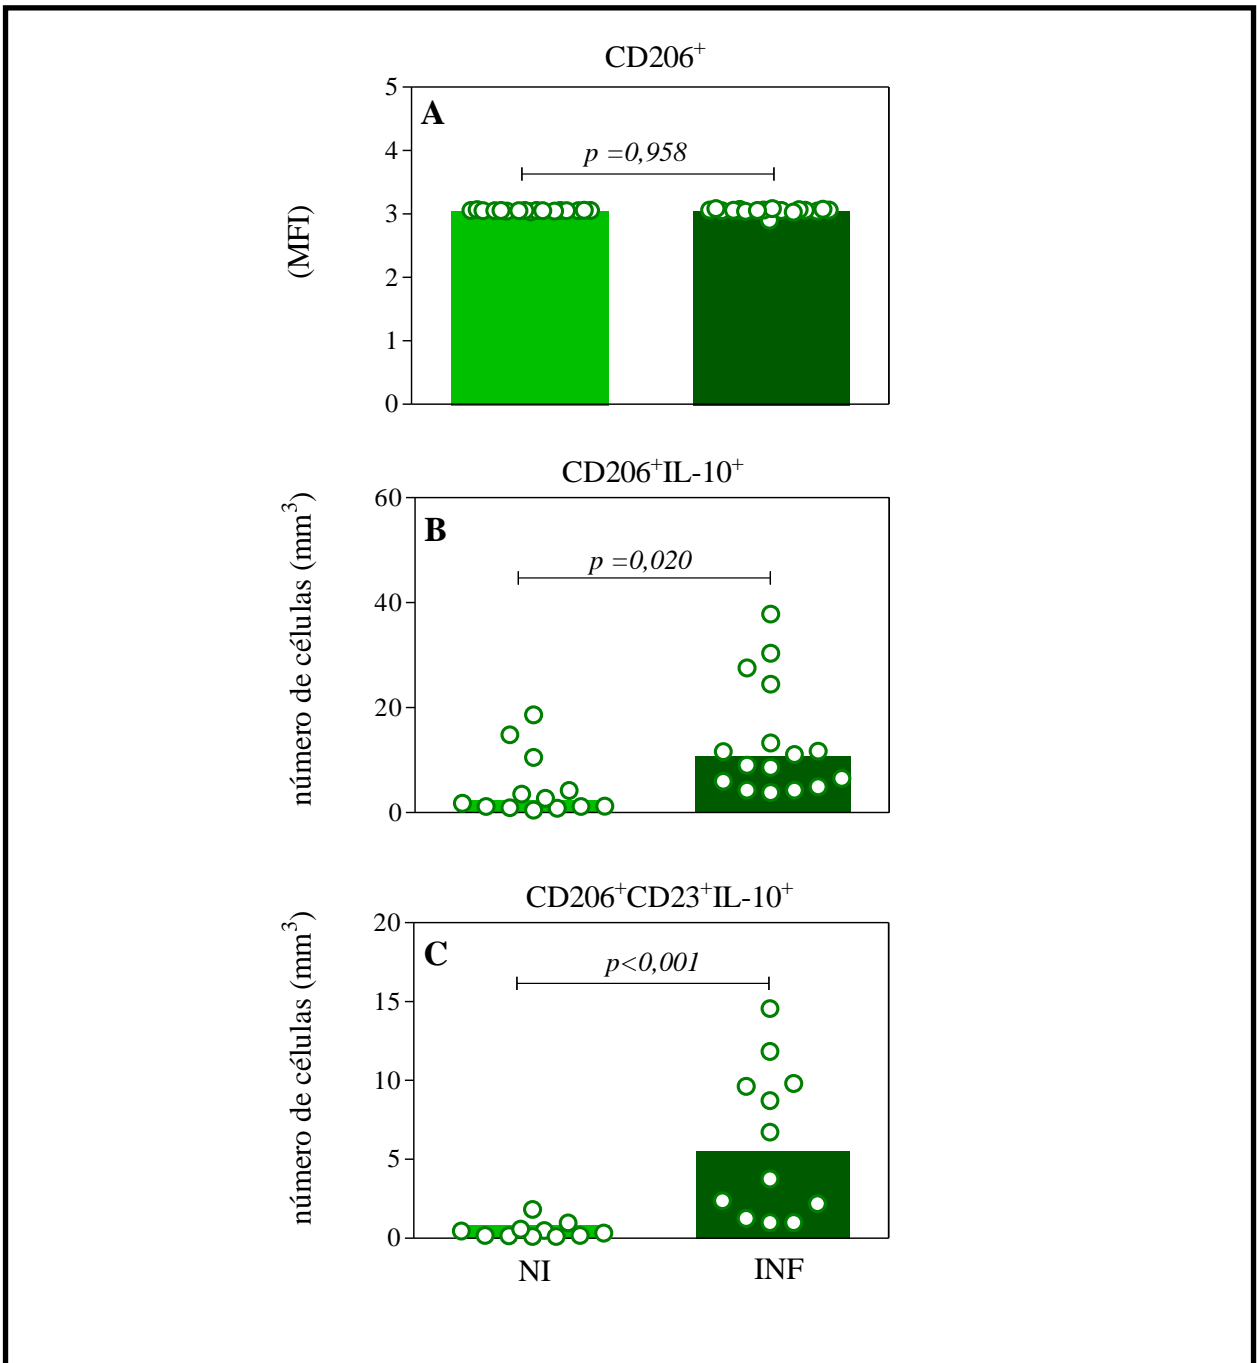 CD206⁺
5
A
4
p =0,958
3
(MFI)
2
1
0
CD206⁺IL-10⁺
60
B
p =0,020
número de células (mm³)
40
20
0
CD206⁺CD23⁺IL-10⁺
20
C
p<0,001
número de células (mm³)
15
10
5
0
NI INF